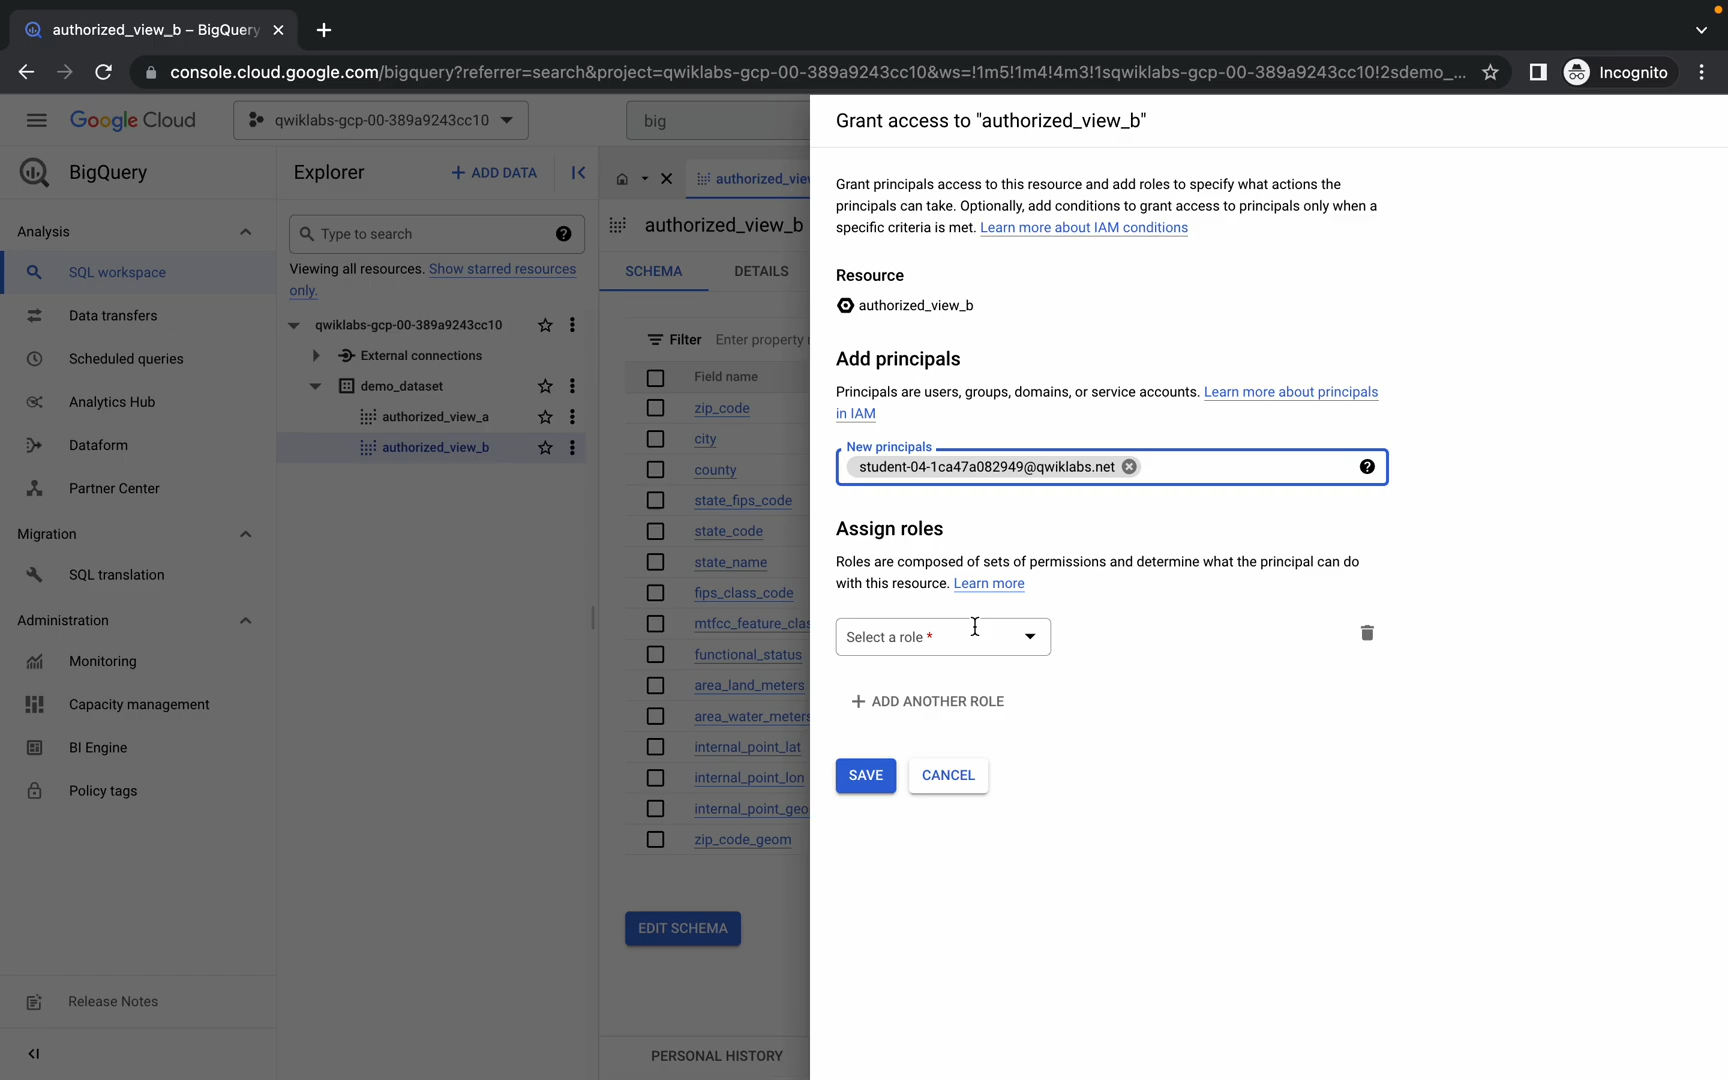 authorized_view_b – BigQuery
console.cloud.google.com/bigquery?referrer=search&project=qwiklabs-gcp-00-389a9243cc10&ws=!1m5!1m4!4m3!1sqwiklabs-gcp-00-389a9243cc10!2sdemo_...
Incognito
Google Cloud
qwiklabs-gcp-00-389a9243cc10
big
BigQuery
Analysis
SQL workspace
Data transfers
Scheduled queries
Analytics Hub
Dataform
Partner Center
Migration
SQL translation
Administration
Monitoring
Capacity management
BI Engine
Policy tags
Release Notes
Explorer
+ ADD DATA
Type to search
Viewing all resources. Show starred resources
only.
qwiklabs-gcp-00-389a9243cc10
External connections
demo_dataset
authorized_view_a
authorized_view_b
authorized_vie
authorized_view_b
SCHEMA
DETAILS
Filter Enter property
Field name
zip_code
city
county
state_fips_code
state_code
state_name
fips_class_code
mtfcc_feature_clas
functional_status
area_land_meters
area_water_meters
internal_point_lat
internal_point_lon
internal_point_geo
zip_code_geom
EDIT SCHEMA
PERSONAL HISTORY
Grant access to "authorized_view_b"
Grant principals access to this resource and add roles to specify what actions the
principals can take. Optionally, add conditions to grant access to principals only when a
specific criteria is met. Learn more about IAM conditions
Resource
authorized_view_b
Add principals
Principals are users, groups, domains, or service accounts. Learn more about principals
in IAM
New principals
student-04-1ca47a082949@qwiklabs.net
Assign roles
Roles are composed of sets of permissions and determine what the principal can do
with this resource. Learn more
Select a role *
+ ADD ANOTHER ROLE
SAVE
CANCEL